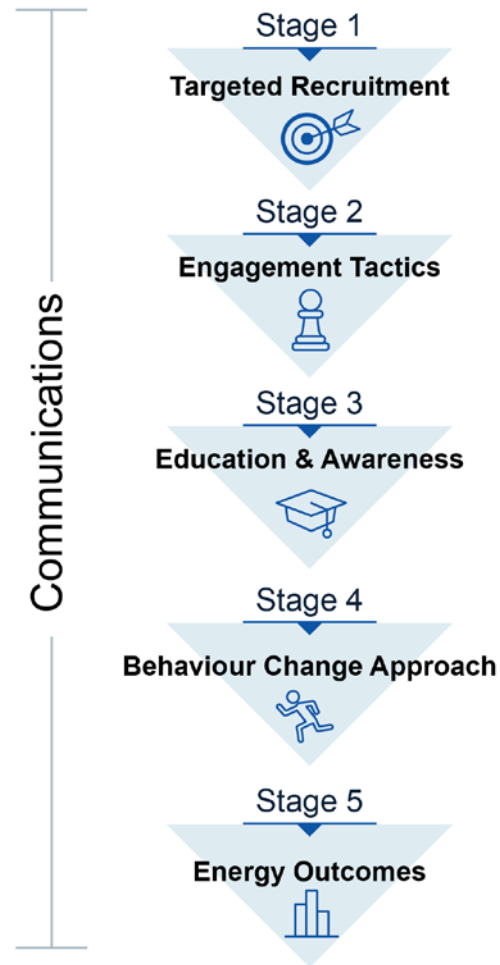 Communications
Stage 1
Targeted Recruitment
Stage 2
Engagement Tactics
Stage 3
Education & Awareness
Stage 4
Behaviour Change Approach
Stage 5
Energy Outcomes